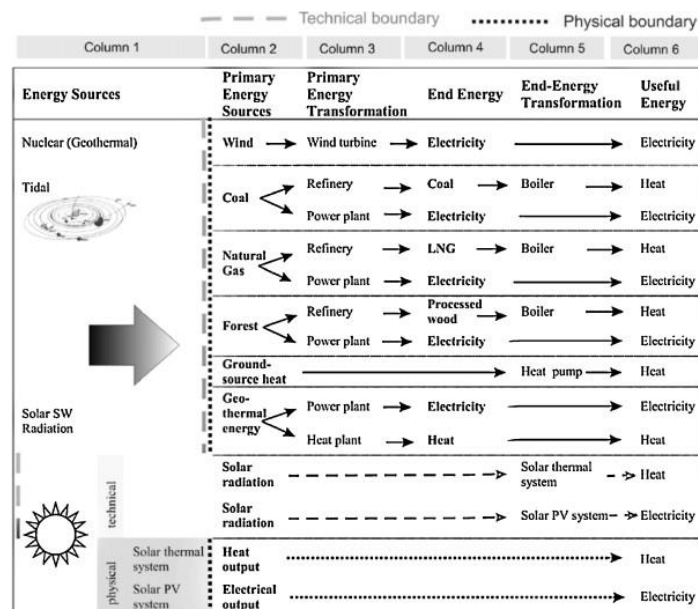 Technical boundary Physical boundary
Column 1 Column 2 Column 3 Column 4 Column 5 Column 6
Energy Sources
Primary Energy Sources
Primary Energy Transformation
End Energy
End-Energy Transformation
Useful Energy
Nuclear (Geothermal)
Wind Wind turbine Electricity Electricity
Tidal
Coal
Refinery Coal Boiler Heat
Power plant Electricity Electricity
Natural Gas
Refinery LNG Boiler Heat
Power plant Electricity Electricity
Forest
Refinery Processed wood Boiler Heat
Power plant Electricity Electricity
Ground-source heat Heat pump Heat
Solar SW Radiation
Geo-thermal energy
Power plant Electricity Electricity
Heat plant Heat Heat
technical
Solar radiation Solar thermal system Heat
Solar radiation Solar PV system Electricity
physical
Solar thermal system Heat output Heat
Solar PV system Electrical output Electricity